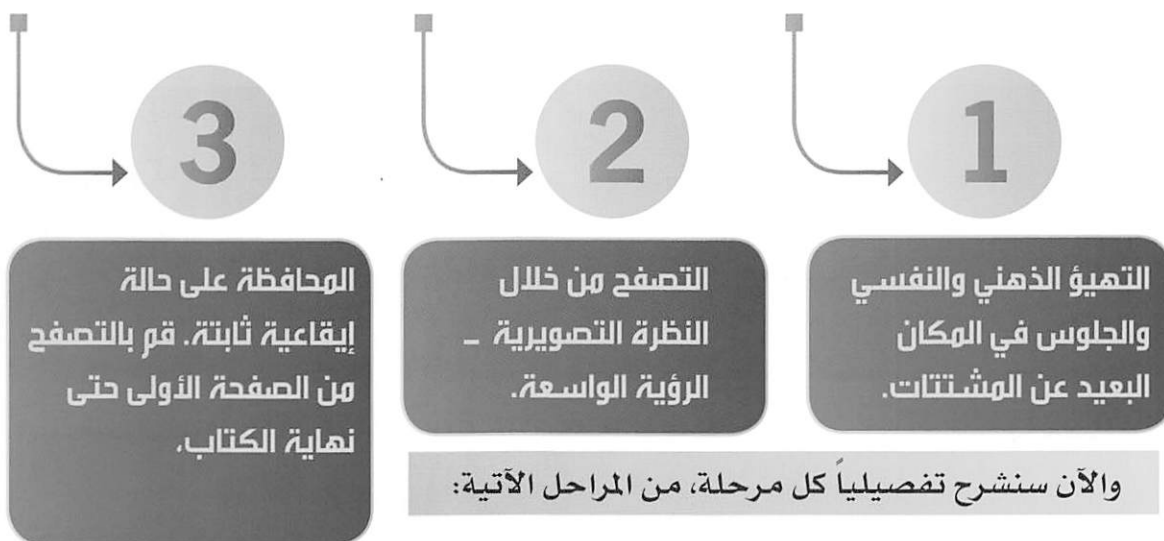 1
التهيؤ الذهني والنفسي
والجلوس في المكان
البعيد عن المشتتات.
2
التصفح من خلال
النظرة التصويرية ـ
الرؤية الواسعة.
3
المحافظة على حالة
إيقاعية ثابتة. قم بالتصفح
من الصفحة الأولى حتى
نهاية الكتاب،
والآن سنشرح تفصيلياً كل مرحلة، من المراحل الآتية: